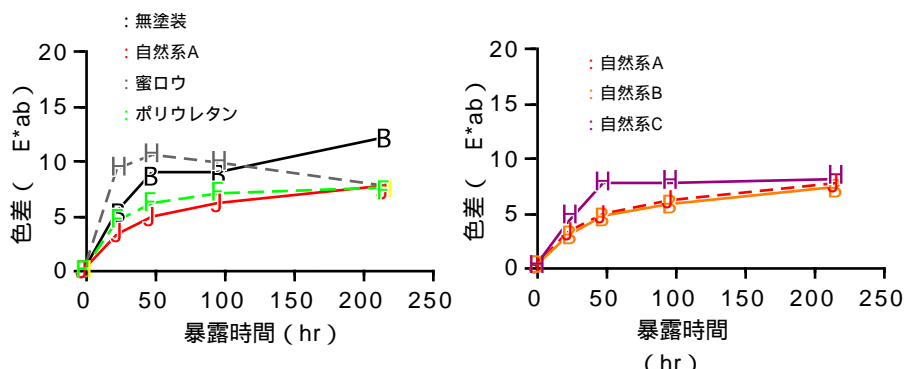 : 無塗装
: 自然系A
: 蜜ロウ
: ポリウレタン
色差（ E*ab)
20
15
10
5
0
0 50 100 150 200 250
暴露時間 ( hr )
B B B B
H H H
J J J J
F F F
: 自然系A
: 自然系B
: 自然系C
色差（ E*ab)
20
15
10
5
0
0 50 100 150 200 250
暴露時間
( hr )
H H H H
J J J J
B B B B